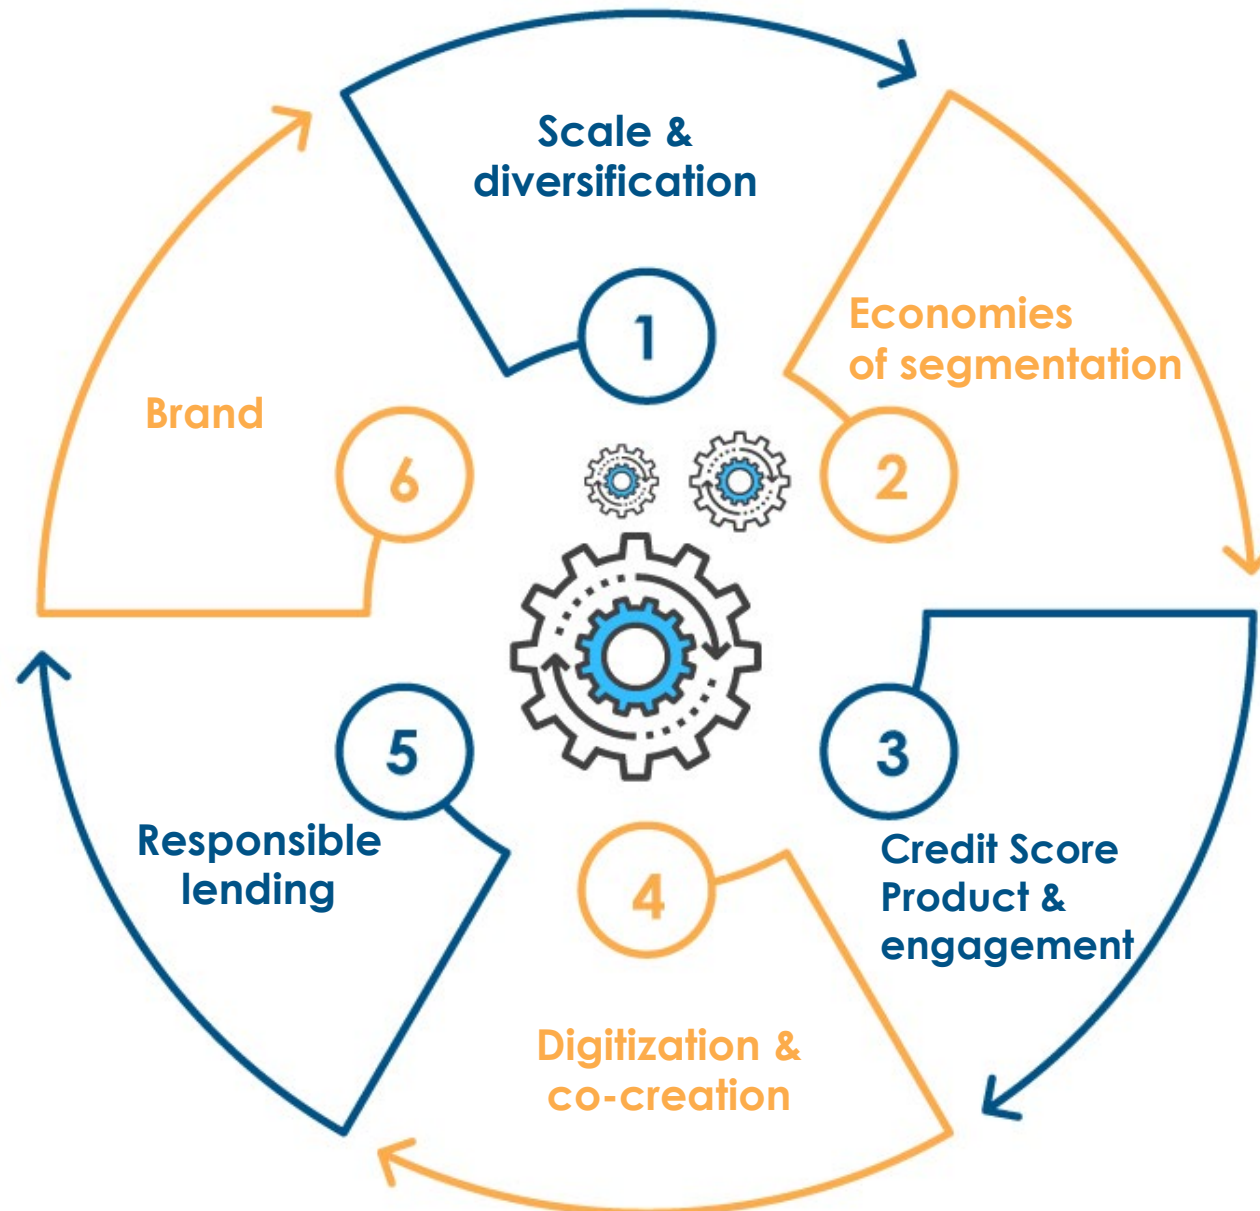 Scale &
diversification
1
Economies
of segmentation
2
3
Credit Score
Product &
engagement
4
Digitization &
co-creation
5
Responsible
lending
Brand
6